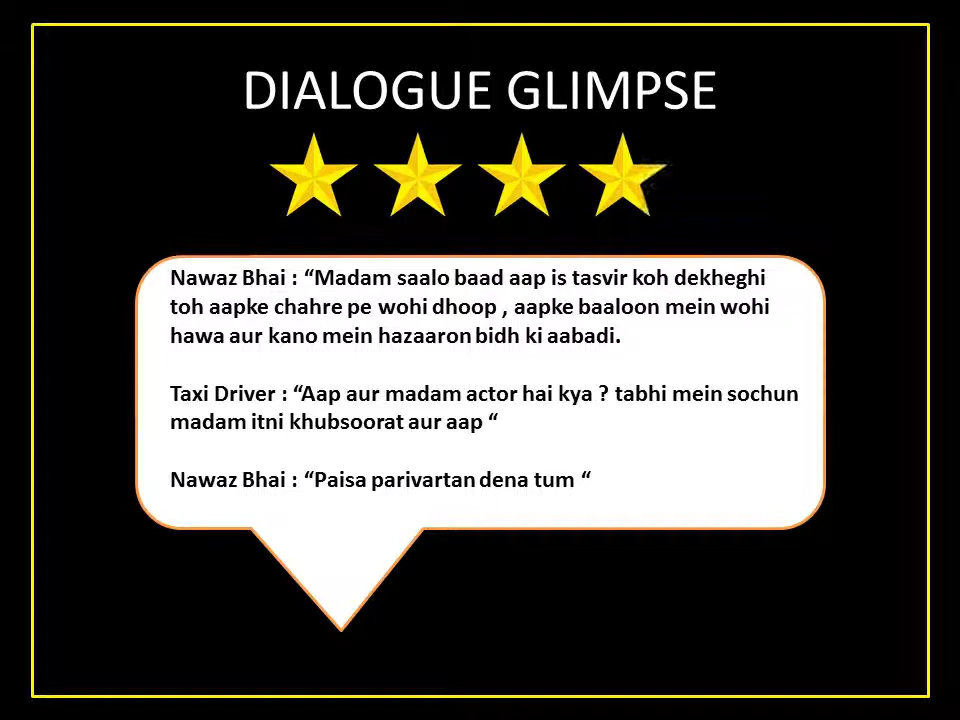 DIALOGUE GLIMPSE
Nawaz Bhai : “Madam saalo baad aap is tasvir koh dekheghi
toh aapke chahre pe wohi dhoop , aapke baaloon mein wohi
hawa aur kano mein hazaaron bidh ki aabadi.
Taxi Driver : “Aap aur madam actor hai kya ? tabhi mein sochun
madam itni khubsoorat aur aap “
Nawaz Bhai : “Paisa parivartan dena tum “